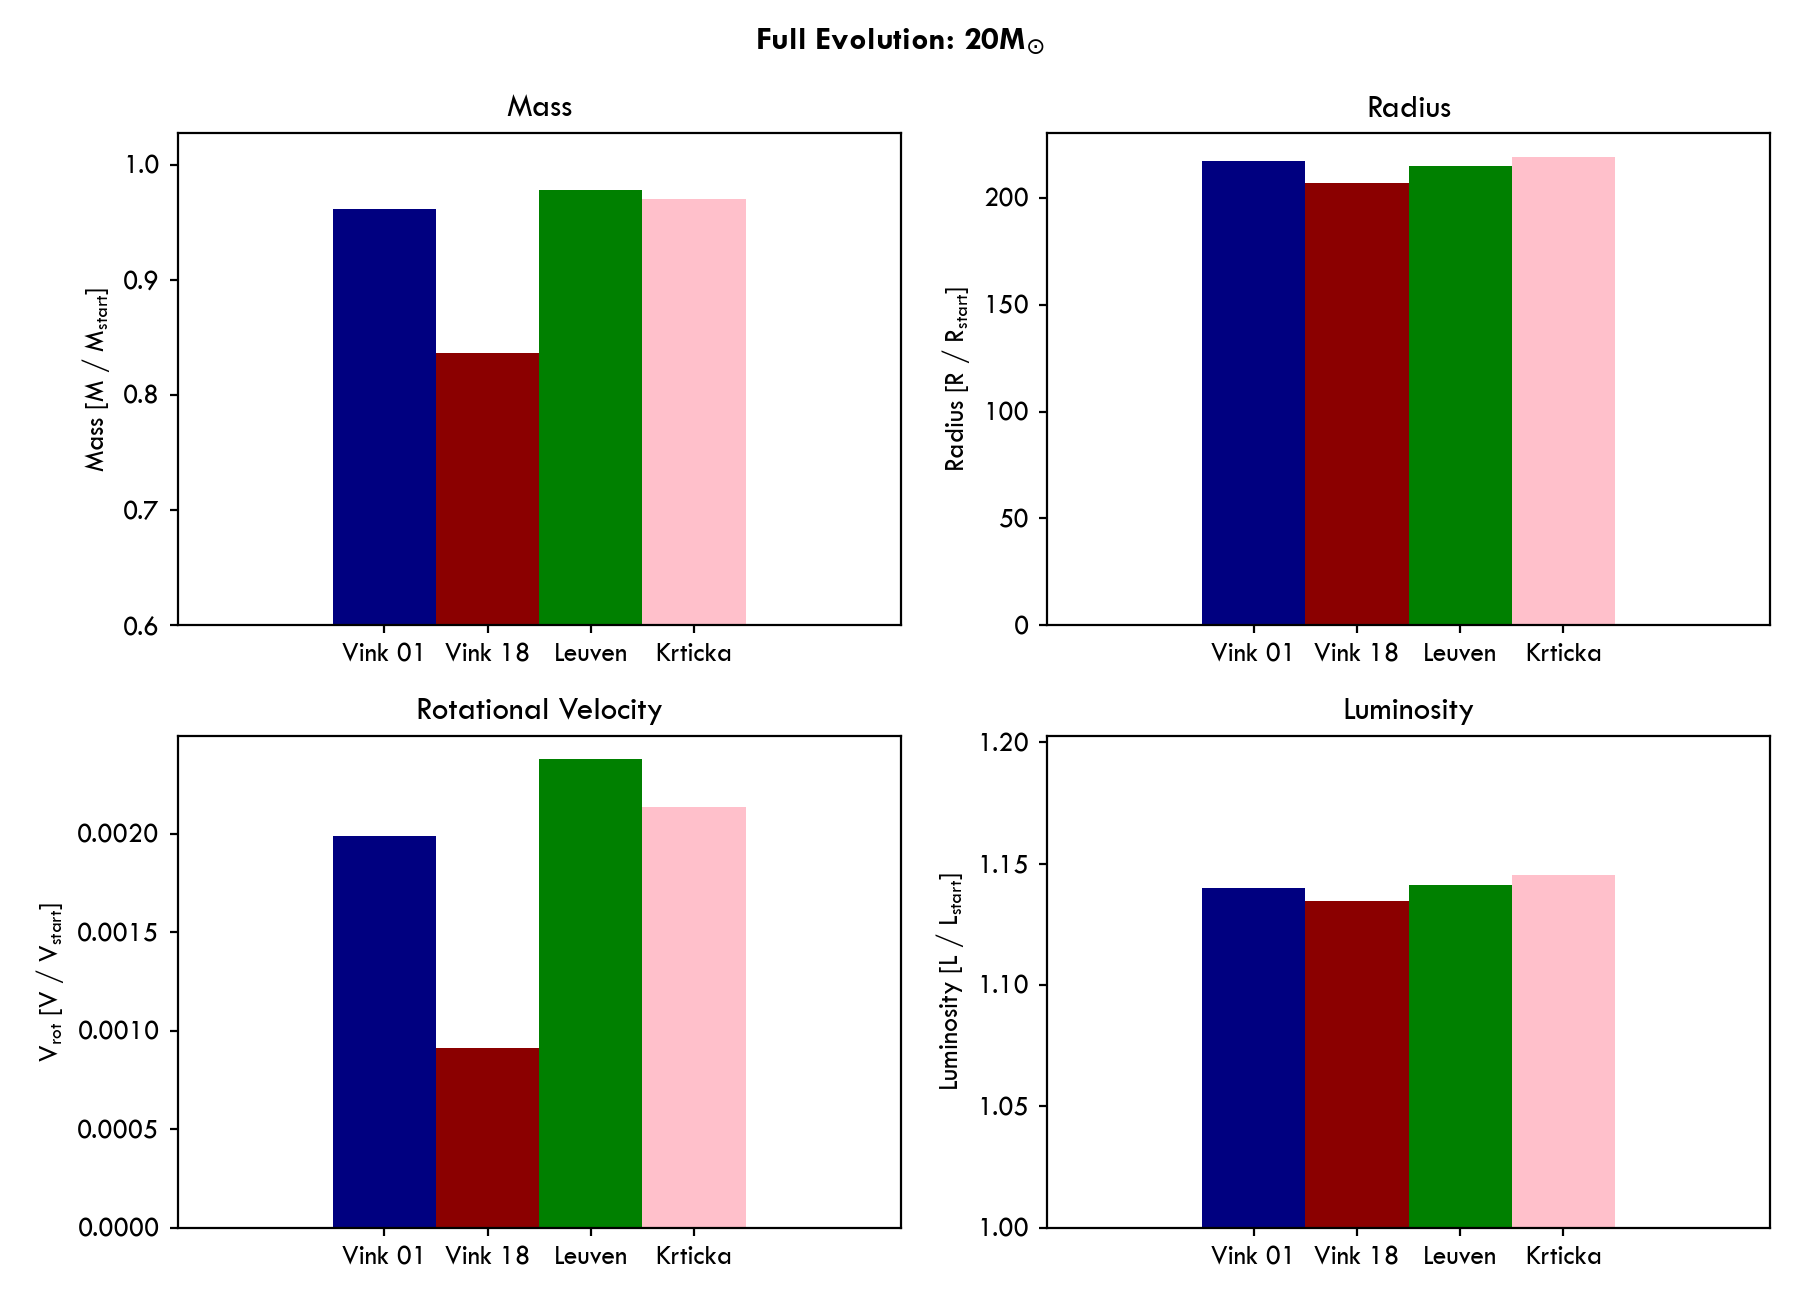 Full Evolution: 20M☉
Mass
Mass [M / Mstart]
1.0
0.9
0.8
0.7
0.6
Vink 01 Vink 18 Leuven Krticka
Radius
Radius [R / Rstart]
200
150
100
50
0
Vink 01 Vink 18 Leuven Krticka
Rotational Velocity
Vrot [V / Vstart]
0.0020
0.0015
0.0010
0.0005
0.0000
Vink 01 Vink 18 Leuven Krticka
Luminosity
Luminosity [L / Lstart]
1.20
1.15
1.10
1.05
1.00
Vink 01 Vink 18 Leuven Krticka